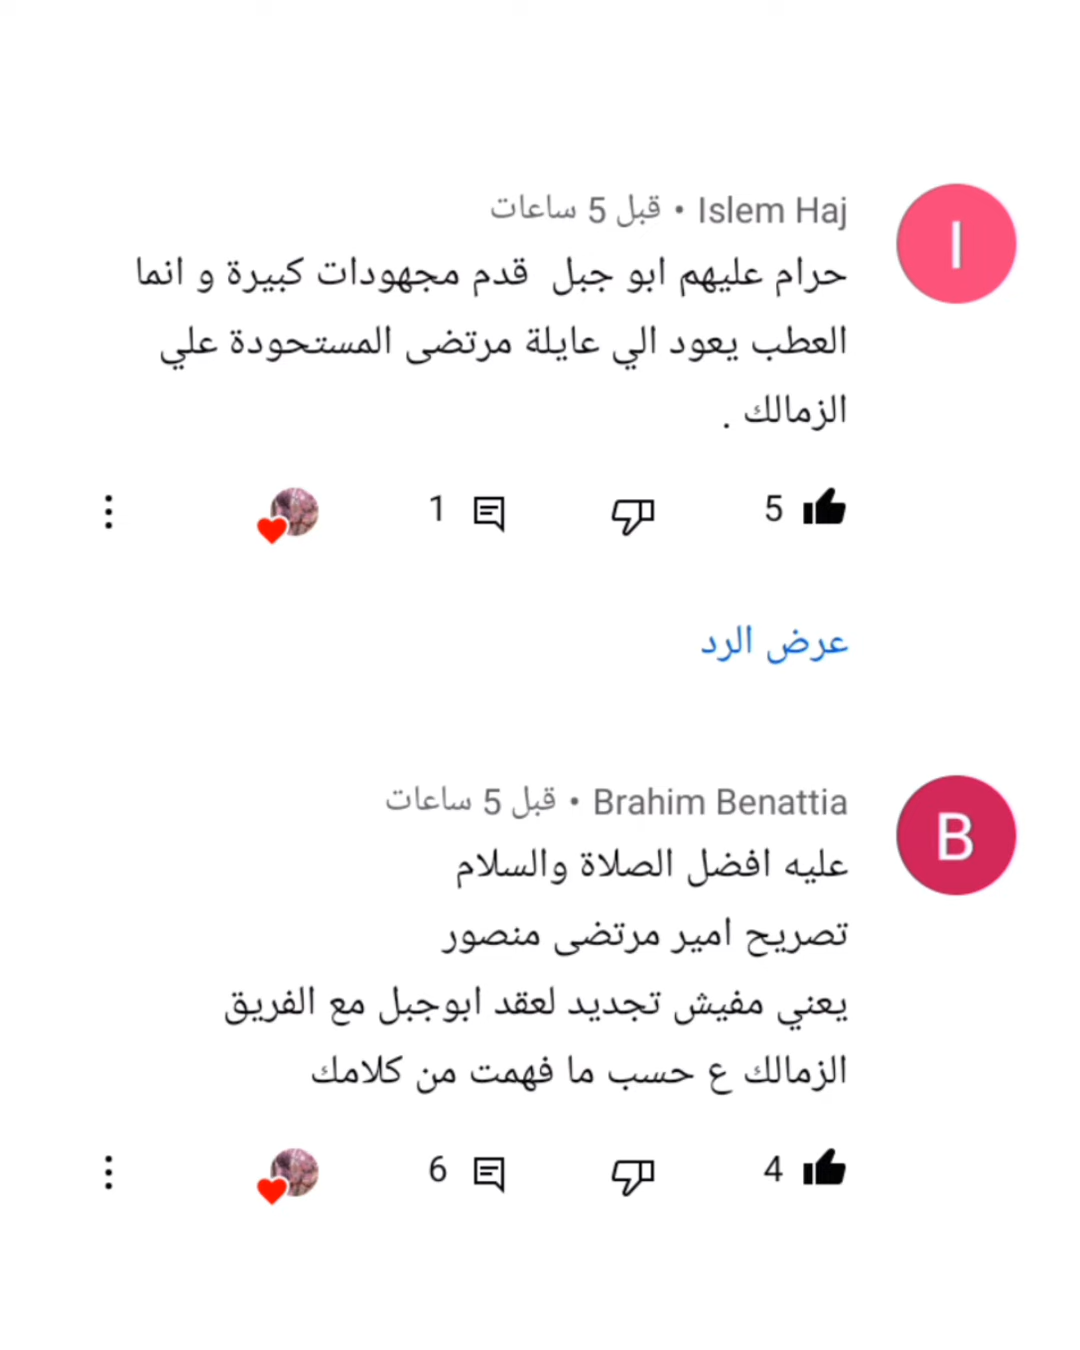 Islem Haj • قبل 5 ساعات
I
حرام عليهم ابو جبل قدم مجهودات كبيرة و انما
العطب يعود الي عايلة مرتضى المستحودة علي
الزمالك .
5 1
عرض الرد
Brahim Benattia • قبل 5 ساعات
B
عليه افضل الصلاة والسلام
تصريح امير مرتضى منصور
يعني مفيش تجديد لعقد ابوجبل مع الفريق
الزمالك ع حسب ما فهمت من كلامك
4 6